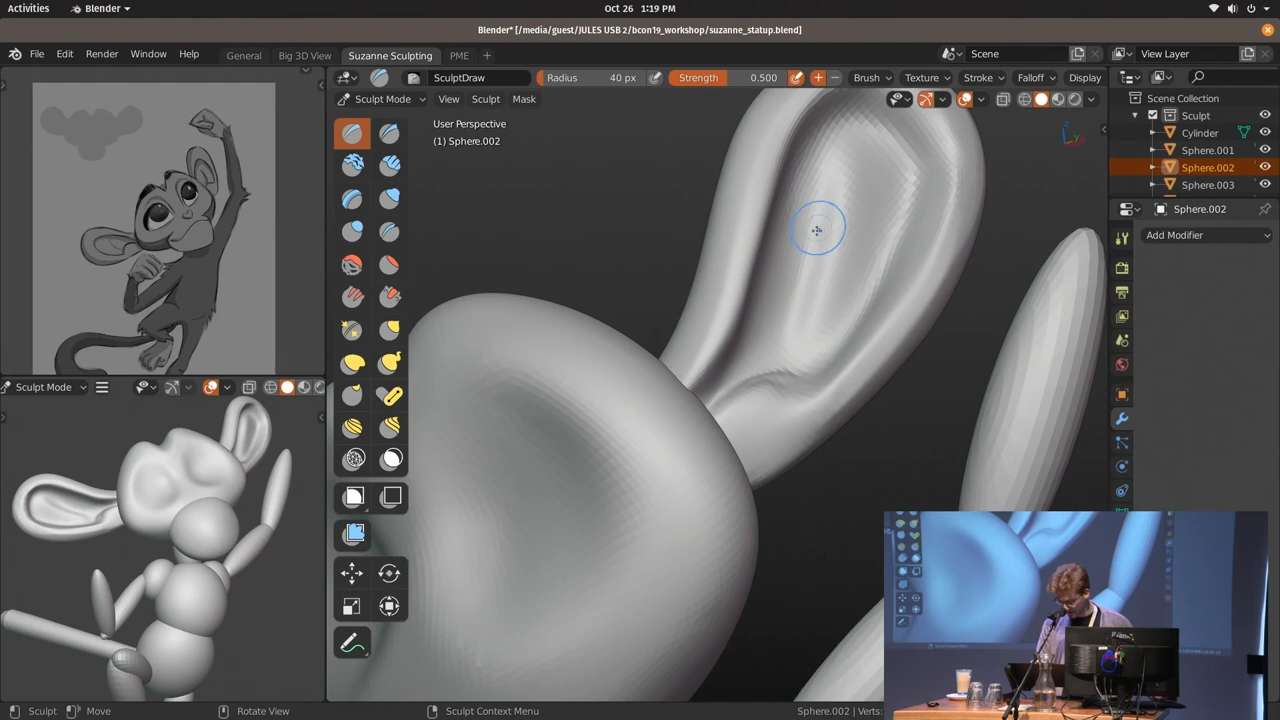 Activities Blender Oct 26 1:19 PM
Blender* [/media/guest/JULES USB 2/bcon19_workshop/suzanne_statup.blend]
File Edit Render Window Help General Big 3D View Suzanne Sculpting PME + Scene View Layer
SculptDraw Radius 40 px Strength 0.500 Brush Texture Stroke Falloff Display
Sculpt Mode View Sculpt Mask
User Perspective
(1) Sphere.002
Scene Collection
Sculpt
Cylinder
Sphere.001
Sphere.002
Sphere.003
Sphere.002
Add Modifier
Sculpt Mode
Sculpt Move Rotate View Sculpt Context Menu Sphere.002 | Verts: